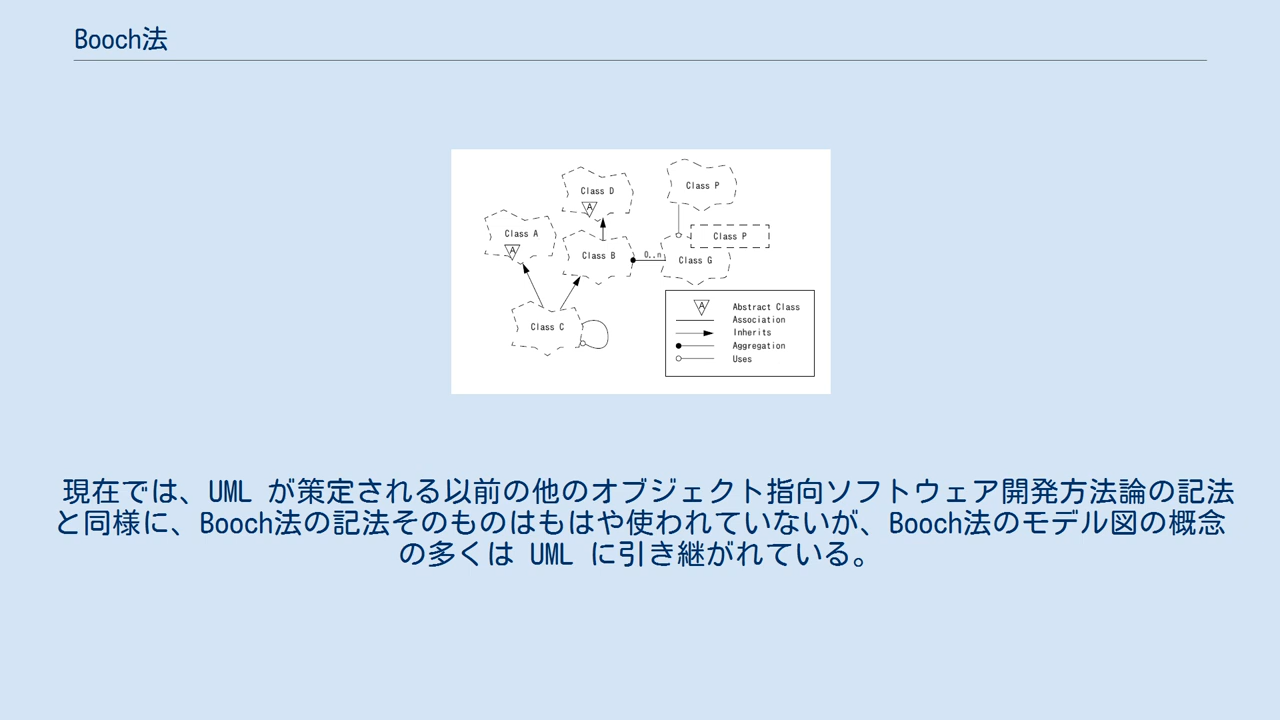 Booch法
Class D
A
Class P
Class A
A
Class P
Class B
0..n
Class G
Class C
A
Abstract Class
Association
Inherits
Aggregation
Uses
現在では、UML が策定される以前の他のオブジェクト指向ソフトウェア開発方法論の記法
と同様に、Booch法の記法そのものはもはや使われていないが、Booch法のモデル図の概念
の多くは UML に引き継がれている。